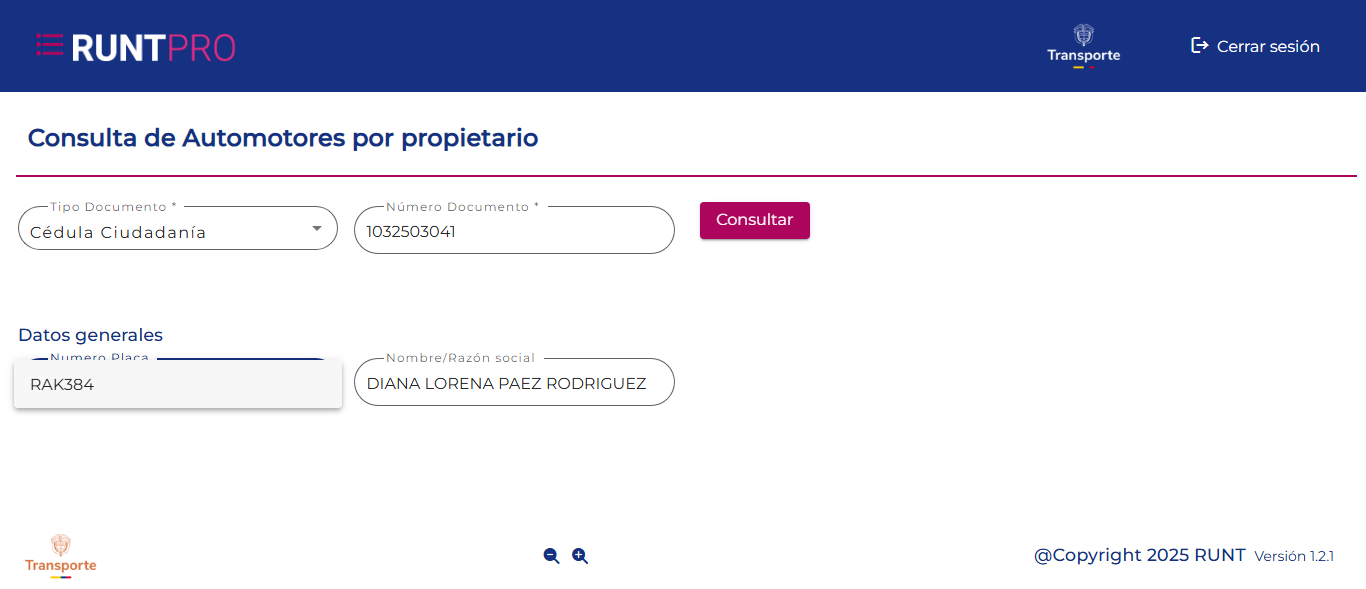 RUNTPRO
Transporte
Cerrar sesión
Consulta de Automotores por propietario
Tipo Documento *
Cédula Ciudadanía
Número Documento *
1032503041
Consultar
Datos generales
Numero Placa
RAK384
Nombre/Razón social
DIANA LORENA PAEZ RODRIGUEZ
Transporte
@Copyright 2025 RUNT Versión 1.2.1